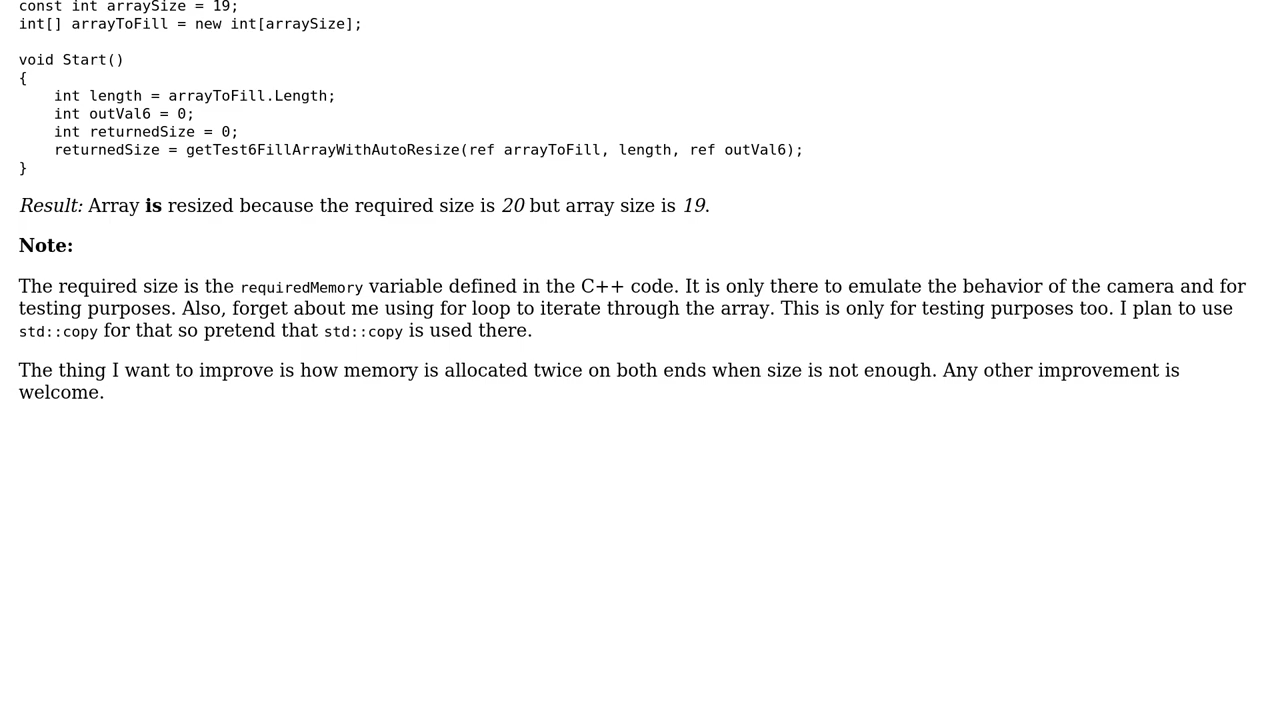 const int arraySize = 19;
int[] arrayToFill = new int[arraySize];
void Start()
{
    int length = arrayToFill.Length;
    int outVal6 = 0;
    int returnedSize = 0;
    returnedSize = getTest6FillArrayWithAutoResize(ref arrayToFill, length, ref outVal6);
}
Result: Array is resized because the required size is 20 but array size is 19.
Note:
The required size is the requiredMemory variable defined in the C++ code. It is only there to emulate the behavior of the camera and for
testing purposes. Also, forget about me using for loop to iterate through the array. This is only for testing purposes too. I plan to use
std::copy for that so pretend that std::copy is used there.
The thing I want to improve is how memory is allocated twice on both ends when size is not enough. Any other improvement is
welcome.